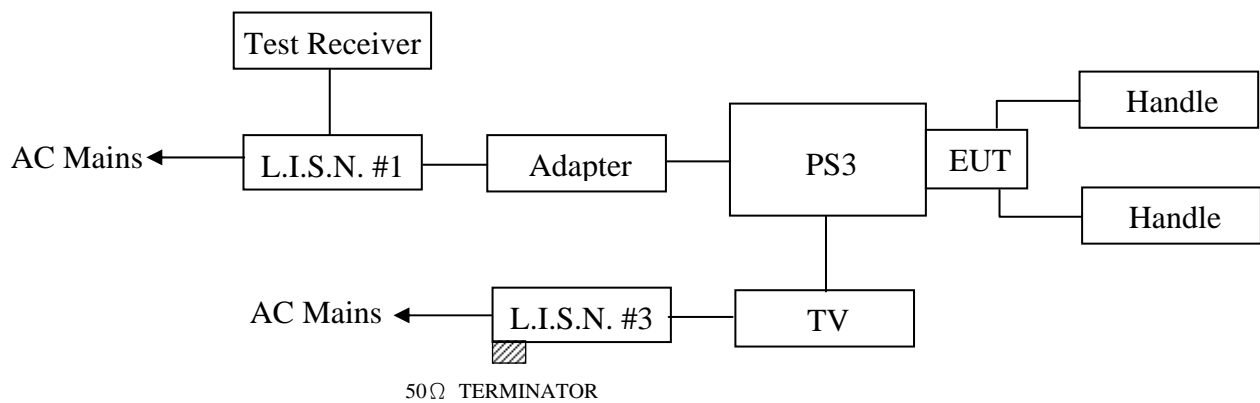 Test Receiver
Handle
AC Mains
L.I.S.N. #1
Adapter
PS3
EUT
Handle
AC Mains
L.I.S.N. #3
TV
50Ω TERMINATOR